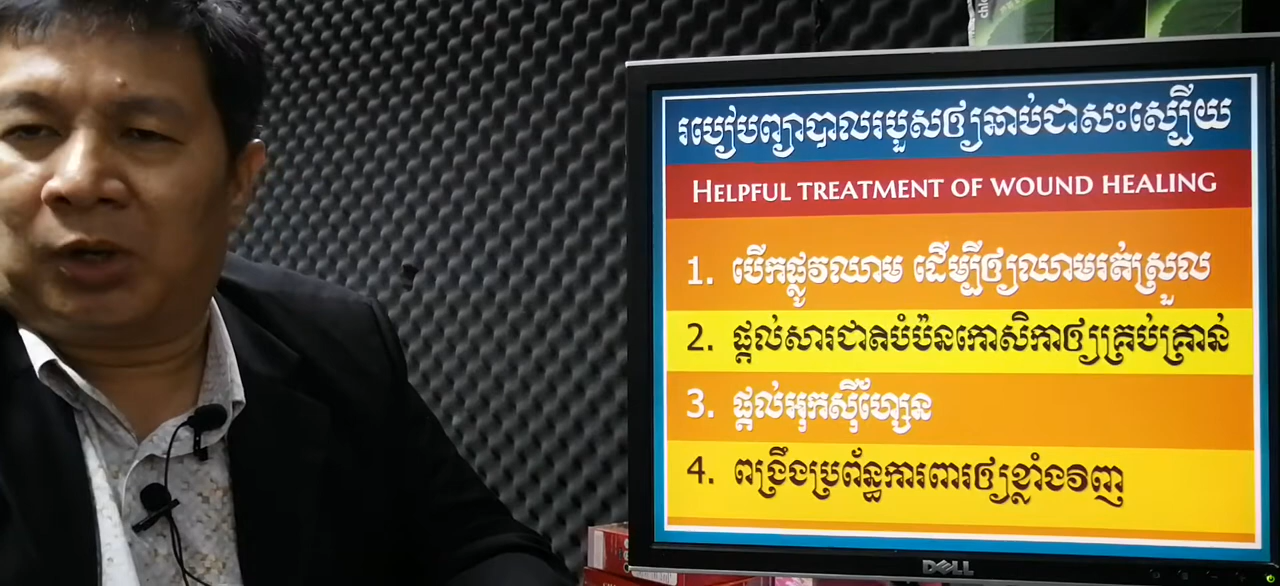 របៀបព្យាបាលរបួសឲ្យឆាប់ជាសះស្បើយ
HELPFUL TREATMENT OF WOUND HEALING
1. បើកផ្លូវឈាម ដើម្បីឲ្យឈាមរត់ស្រួល
2. ផ្ដល់សារជាតិបំប៉នកោសិកាឲ្យគ្រប់គ្រាន់
3. ផ្ដល់អុកស៊ីហ្សែន
4. ពង្រឹងប្រព័ន្ធការពារឲ្យខ្លាំងវិញ
DELL